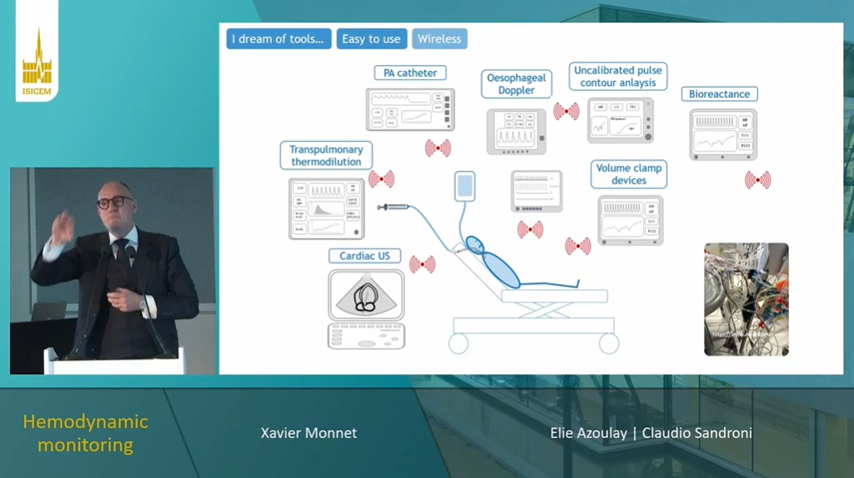 ISICEM
I dream of tools... Easy to use Wireless
PA catheter
Oesophageal
Doppler
Uncalibrated pulse
contour anlaysis
Bioreactance
Transpulmonary
thermodilution
Volume clamp
devices
Cardiac US
Hemodynamic
monitoring
Xavier Monnet
Elie Azoulay | Claudio Sandroni